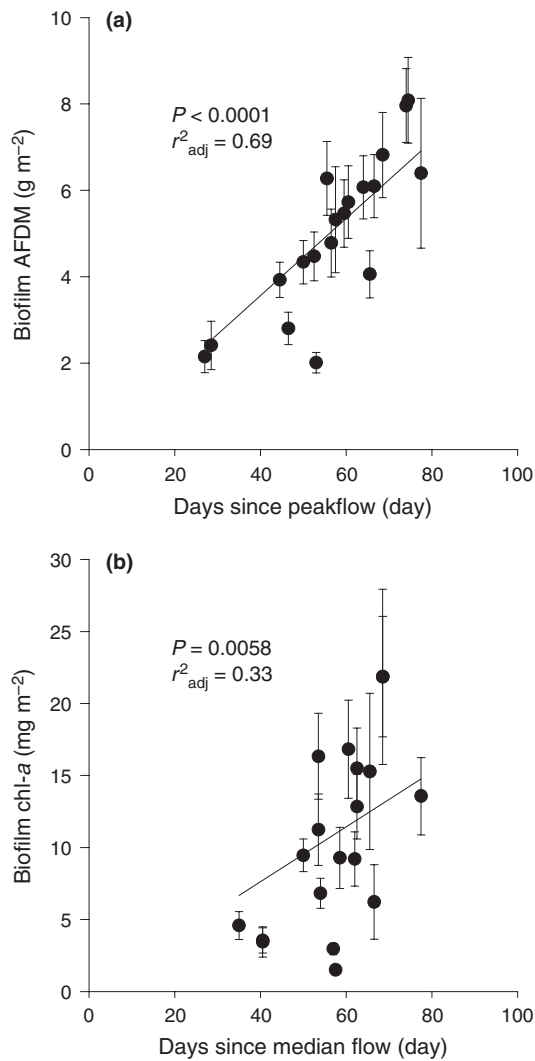 (a)
P < 0.0001
r²adj = 0.69
Biofilm AFDM (g m⁻²)
10
8
6
4
2
0
0 20 40 60 80 100
Days since peakflow (day)
(b)
P = 0.0058
r²adj = 0.33
Biofilm chl-a (mg m⁻²)
30
25
20
15
10
5
0
0 20 40 60 80 100
Days since median flow (day)